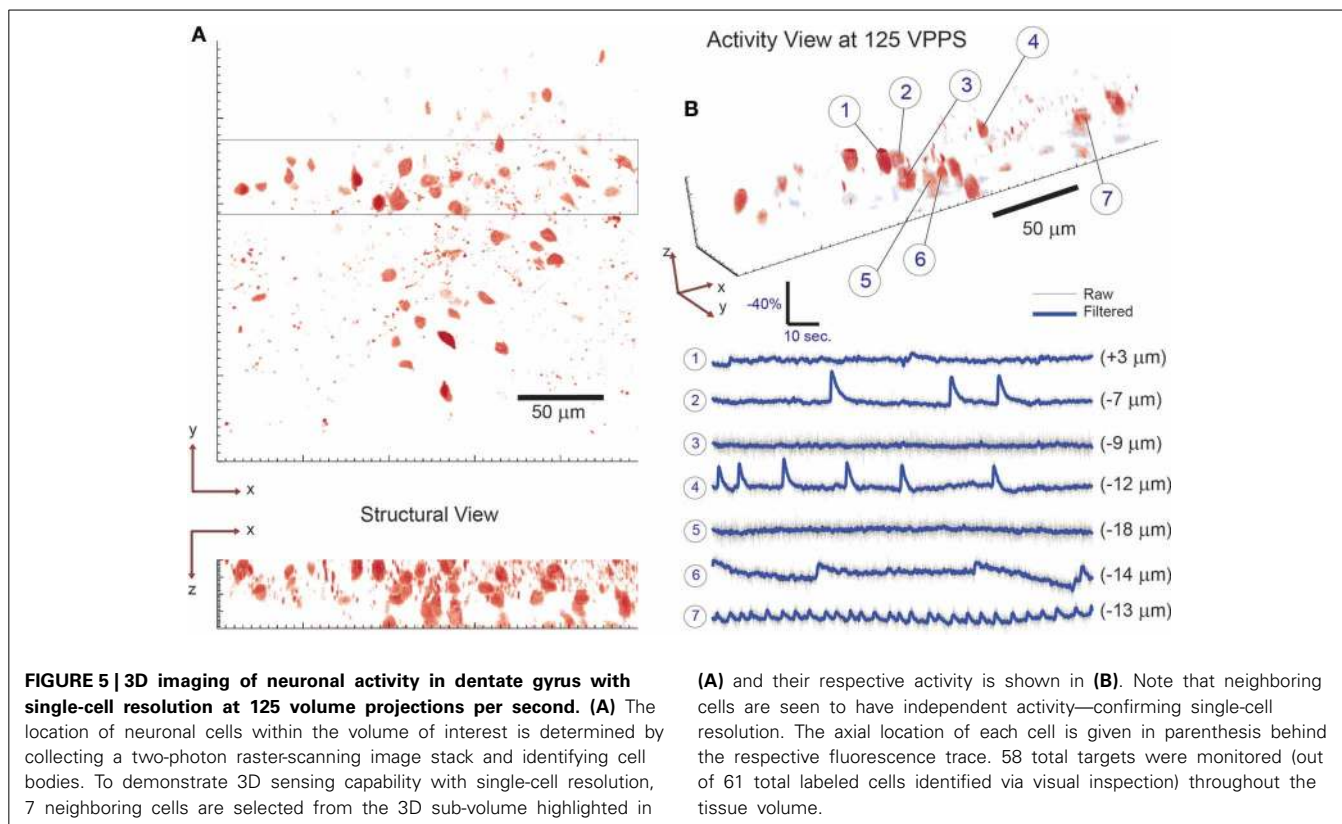 A
y
x
50 μm
Structural View
x
z
Activity View at 125 VPPS
B
1
2
3
4
5
6
7
50 μm
z
x
y
-40%
10 sec.
Raw
Filtered
1 (+3 μm)
2 (-7 μm)
3 (-9 μm)
4 (-12 μm)
5 (-18 μm)
6 (-14 μm)
7 (-13 μm)
FIGURE 5 | 3D imaging of neuronal activity in dentate gyrus with
single-cell resolution at 125 volume projections per second. (A) The
location of neuronal cells within the volume of interest is determined by
collecting a two-photon raster-scanning image stack and identifying cell
bodies. To demonstrate 3D sensing capability with single-cell resolution,
7 neighboring cells are selected from the 3D sub-volume highlighted in
(A) and their respective activity is shown in (B). Note that neighboring
cells are seen to have independent activity—confirming single-cell
resolution. The axial location of each cell is given in parenthesis behind
the respective fluorescence trace. 58 total targets were monitored (out
of 61 total labeled cells identified via visual inspection) throughout the
tissue volume.